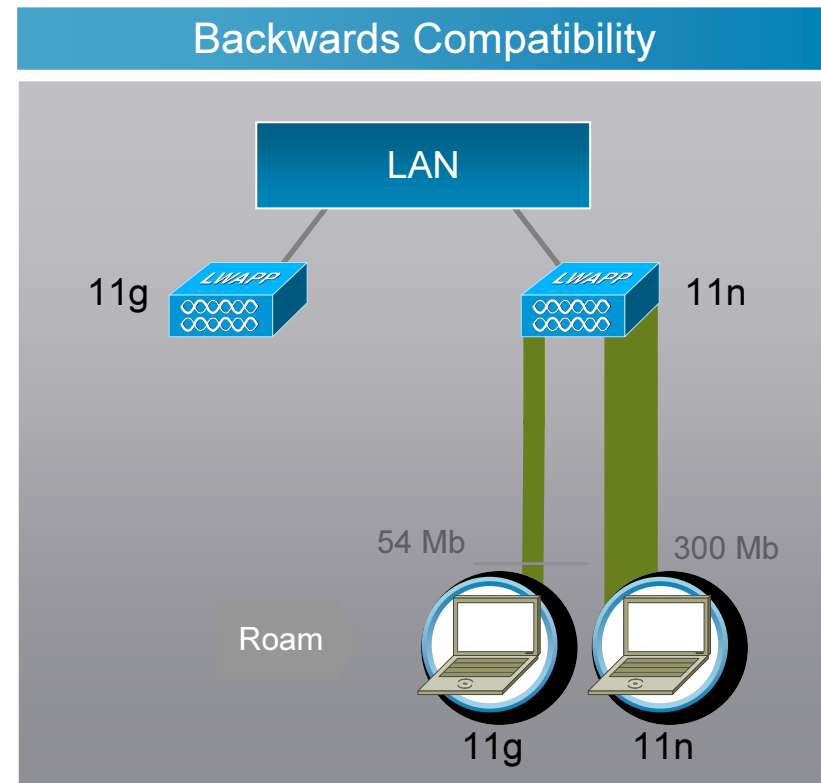 Backwards Compatibility
LAN
LWAPP
LWAPP
11g
11n
54 Mb
300 Mb
Roam
11g
11n